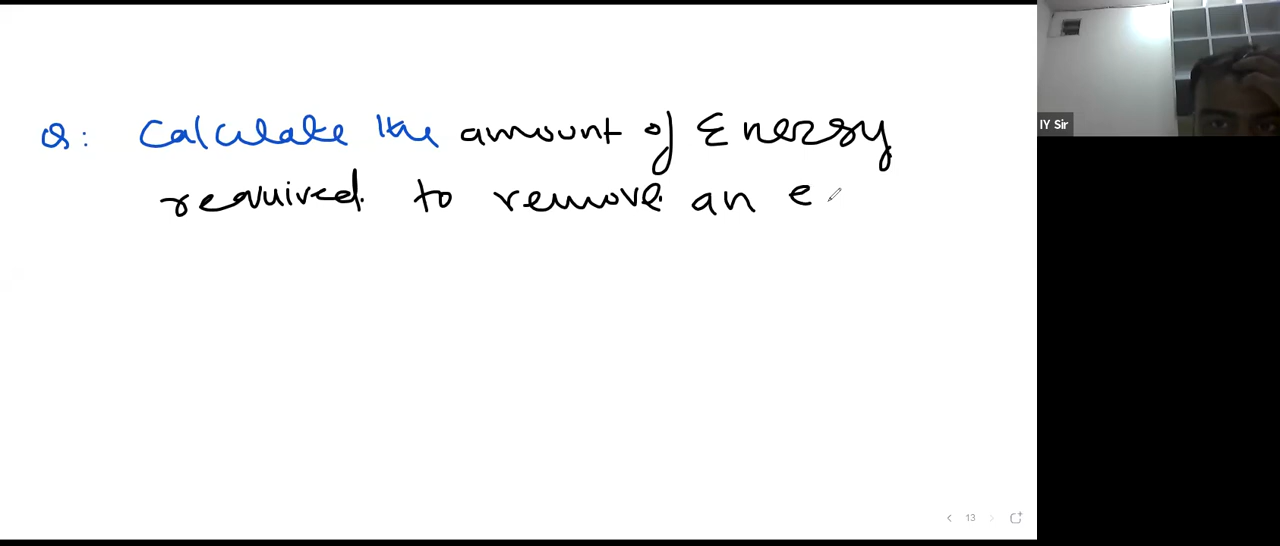 Q: Calculate the amount of Energy
required to remove an e
IY Sir
13